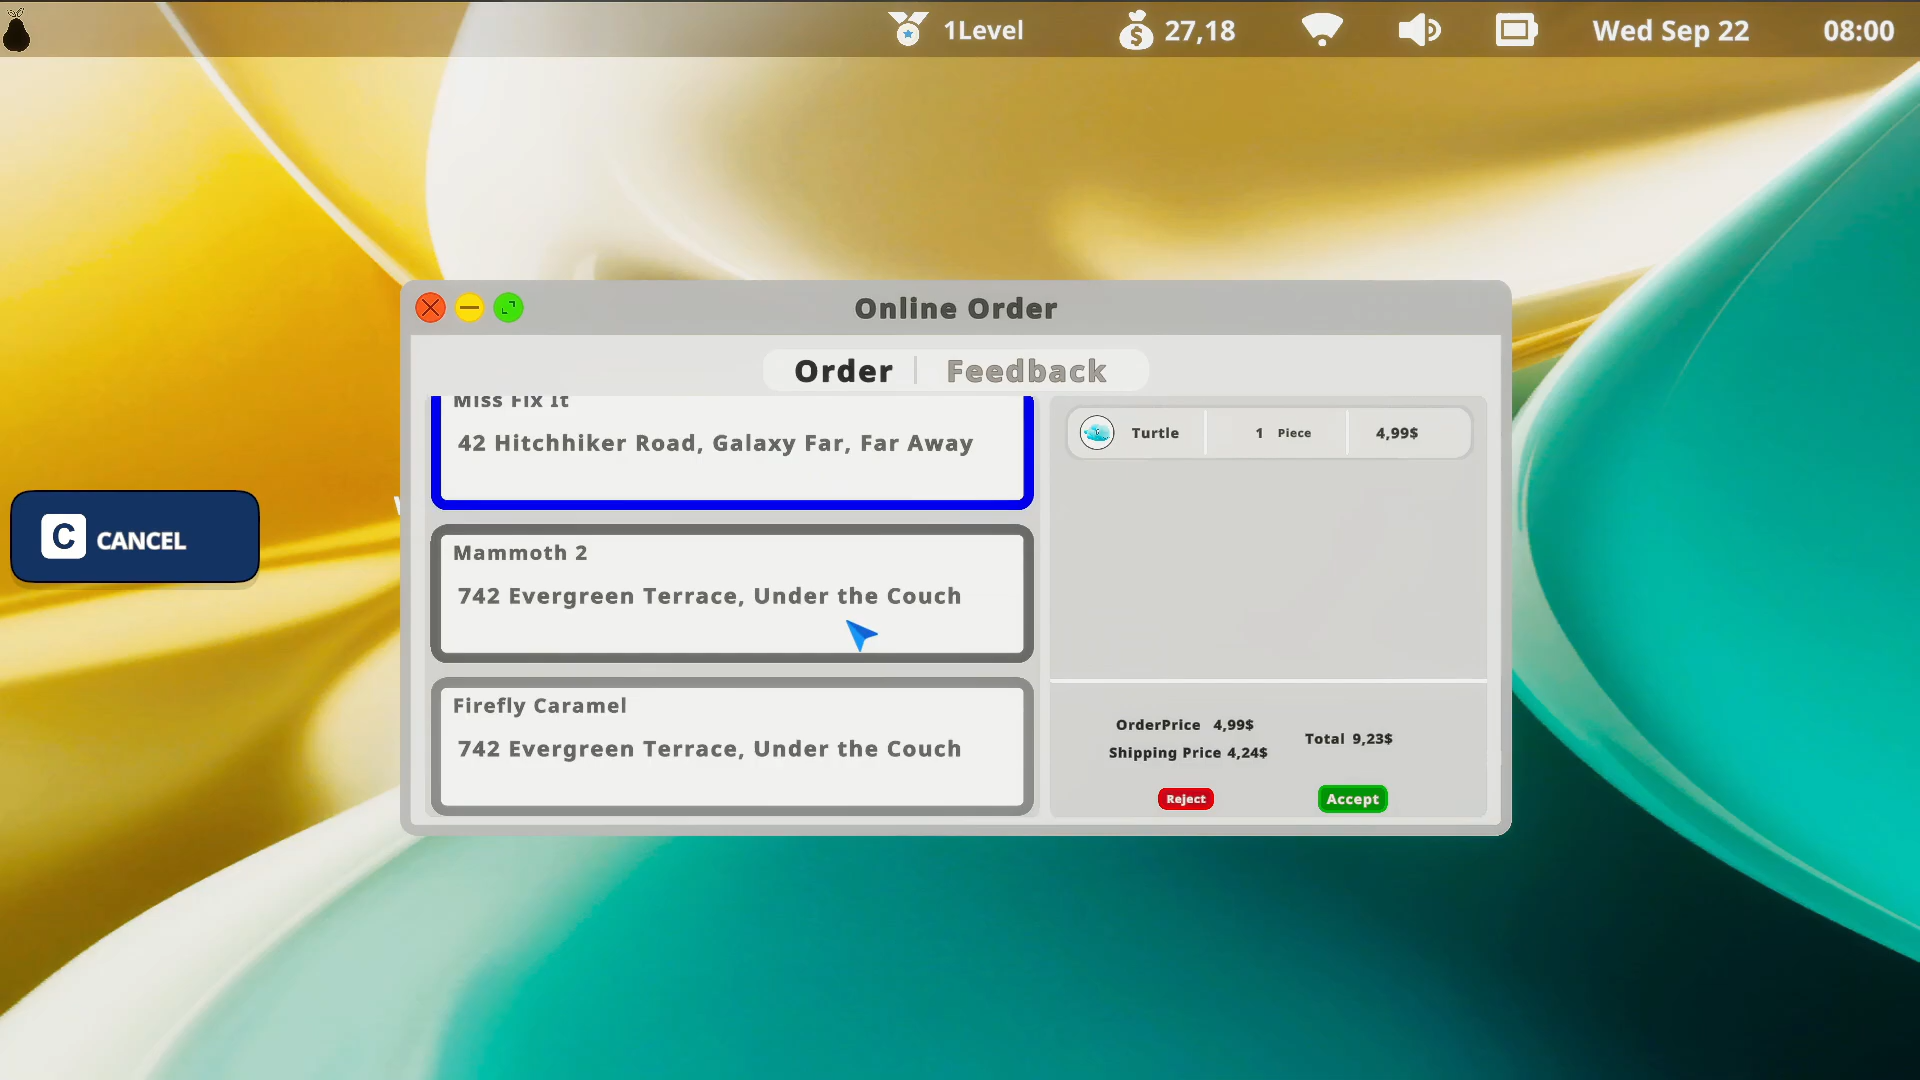 1Level
27,18
Wed Sep 22
08:00
Online Order
Order
Feedback
Miss Fix It
42 Hitchhiker Road, Galaxy Far, Far Away
Mammoth 2
742 Evergreen Terrace, Under the Couch
Firefly Caramel
742 Evergreen Terrace, Under the Couch
Turtle
1 Piece
4,99$
OrderPrice 4,99$
Shipping Price 4,24$
Total 9,23$
Reject
Accept
C CANCEL